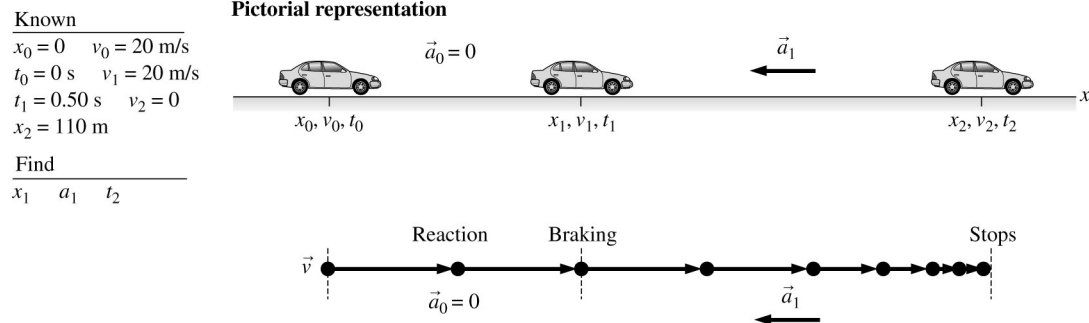 Known
x₀ = 0 v₀ = 20 m/s
t₀ = 0 s v₁ = 20 m/s
t₁ = 0.50 s v₂ = 0
x₂ = 110 m
Find
x₁ a₁ t₂
Pictorial representation
a⃗₀ = 0
a⃗₁
x
x₀, v₀, t₀
x₁, v₁, t₁
x₂, v₂, t₂
Reaction
Braking
Stops
v⃗
a⃗₀ = 0
a⃗₁